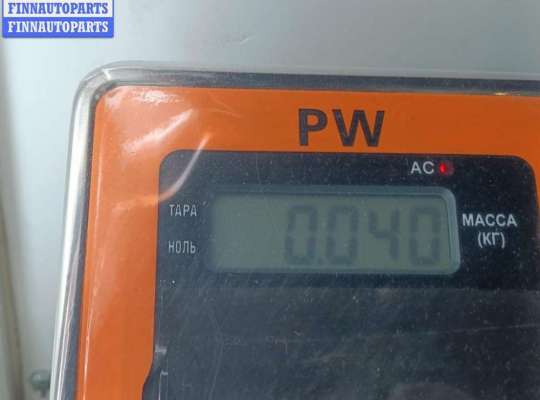 FINNAUTOPARTS
FINNAUTOPARTS
PW
AC
ТАРА
НОЛЬ
0.040
МАССА
(КГ)